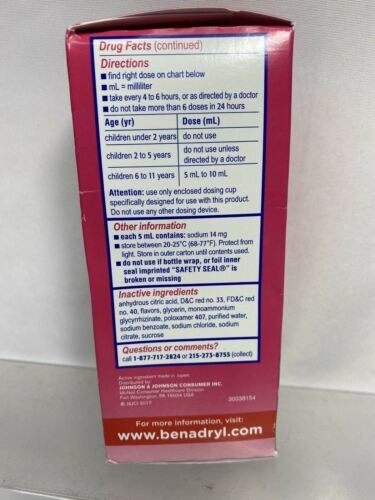 Drug Facts (continued)
Directions
■ find right dose on chart below
■ mL = milliliter
■ take every 4 to 6 hours, or as directed by a doctor
■ do not take more than 6 doses in 24 hours
Age (yr) Dose (mL)
children under 2 years do not use
children 2 to 5 years do not use unless directed by a doctor
children 6 to 11 years 5 mL to 10 mL
Attention: use only enclosed dosing cup
specifically designed for use with this product.
Do not use any other dosing device.
Other information
■ each 5 mL contains: sodium 14 mg
■ store between 20-25°C (68-77°F). Protect from
light. Store in outer carton until contents used.
■ do not use if bottle wrap, or foil inner
seal imprinted "SAFETY SEAL®" is
broken or missing
Inactive ingredients
anhydrous citric acid, D&C red no. 33, FD&C red
no. 40, flavors, glycerin, monoammonium
glycyrrhizinate, poloxamer 407, purified water,
sodium benzoate, sodium chloride, sodium
citrate, sucrose
Questions or comments?
call 1-877-717-2824 or 215-273-8755 (collect)
Active ingredient made in Japan
Distributed by
JOHNSON & JOHNSON CONSUMER INC.
McNeil Consumer Healthcare Division
Fort Washington, PA 19034 USA
© J&JCI 2017 30038154
For more information, visit:
www.benadryl.com